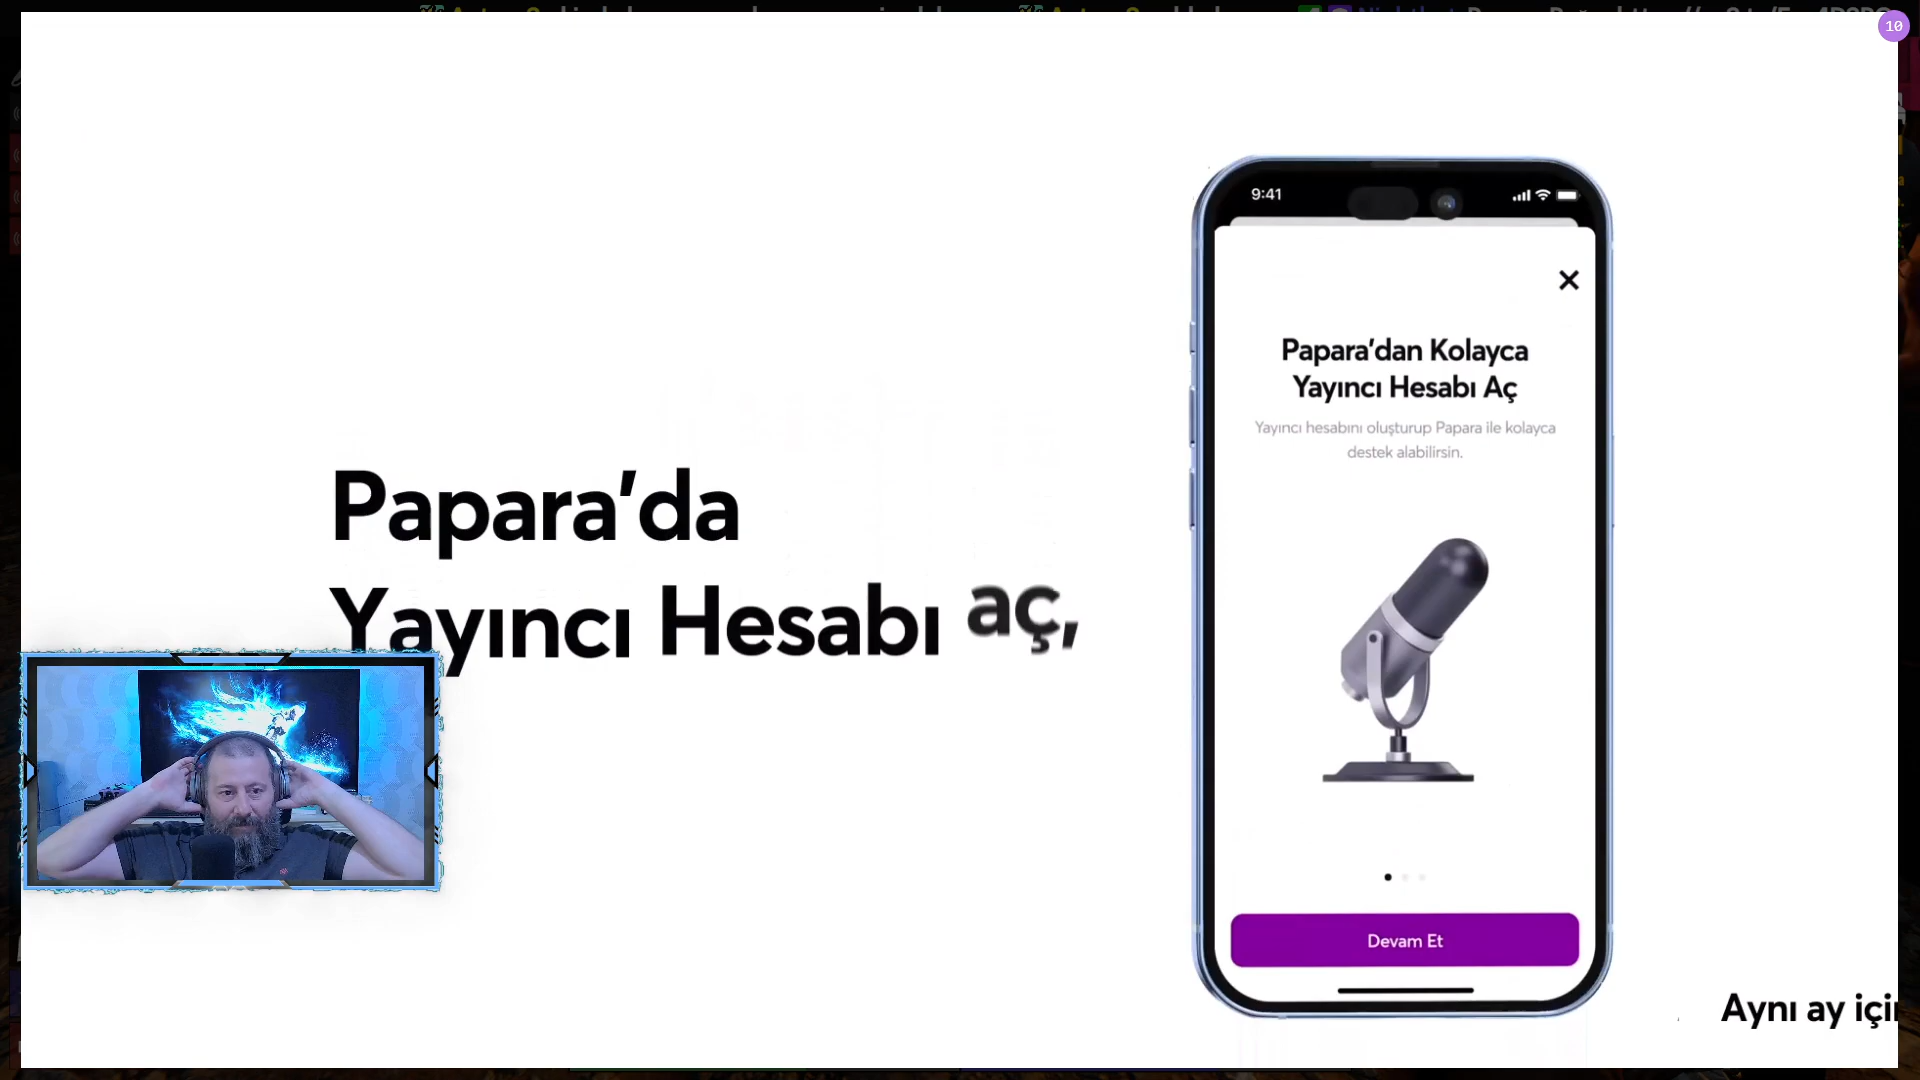 10
9:41
Papara'dan Kolayca
Yayıncı Hesabı Aç
Yayıncı hesabını oluşturup Papara ile kolayca
destek alabilirsin.
Papara'da
Yayıncı Hesabı aç,
Devam Et
Aynı ay için